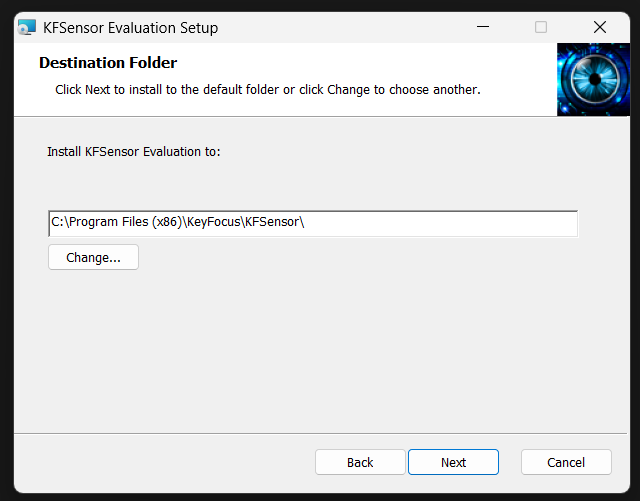 KFSensor Evaluation Setup
Destination Folder
Click Next to install to the default folder or click Change to choose another.
Install KFSensor Evaluation to:
C:\Program Files (x86)\KeyFocus\KFSensor\
Change...
Back
Next
Cancel